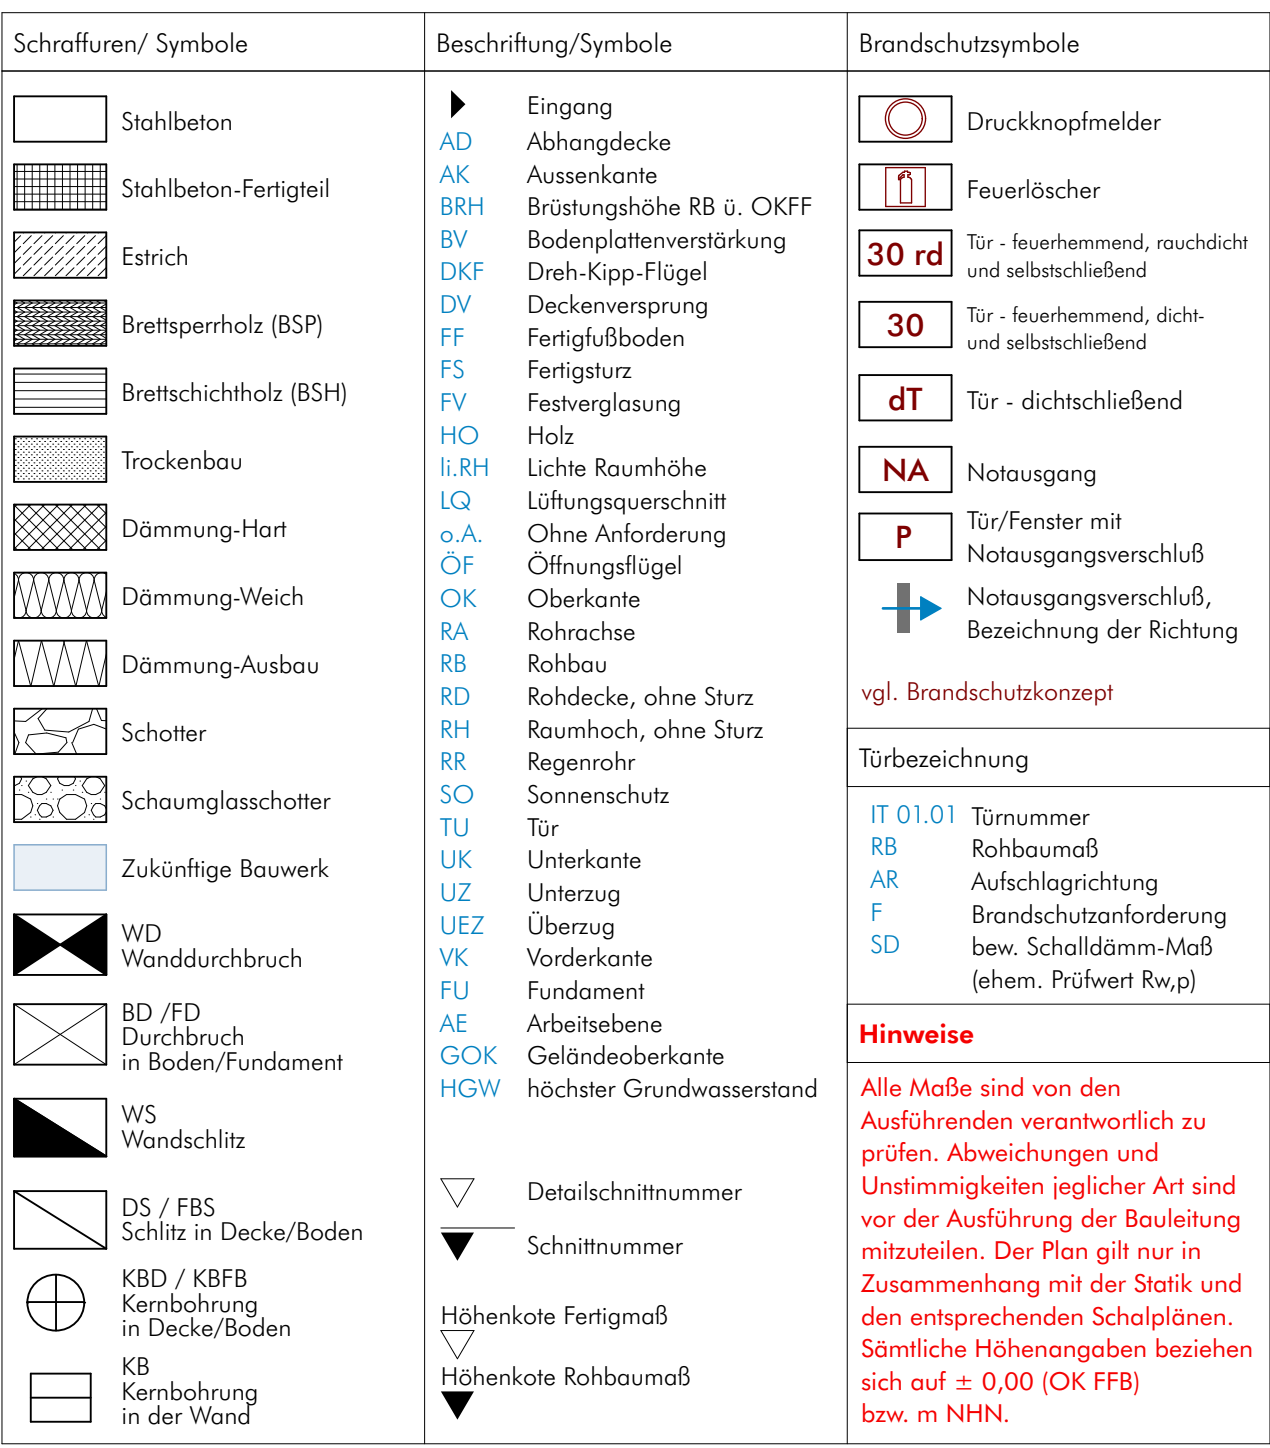 Schraffuren/ Symbole
Stahlbeton
Stahlbeton-Fertigteil
Estrich
Brettsperrholz (BSP)
Brettschichtholz (BSH)
Trockenbau
Dämmung-Hart
Dämmung-Weich
Dämmung-Ausbau
Schotter
Schaumglasschotter
Zukünftige Bauwerk
WD
Wanddurchbruch
BD /FD
Durchbruch
in Boden/Fundament
WS
Wandschlitz
DS / FBS
Schlitz in Decke/Boden
KBD / KBFB
Kernbohrung
in Decke/Boden
KB
Kernbohrung
in der Wand
Beschriftung/Symbole
Eingang
AD Abhangdecke
AK Aussenkante
BRH Brüstungshöhe RB ü. OKFF
BV Bodenplattenverstärkung
DKF Dreh-Kipp-Flügel
DV Deckenversprung
FF Fertigfußboden
FS Fertigsturz
FV Festverglasung
HO Holz
li.RH Lichte Raumhöhe
LQ Lüftungsquerschnitt
o.A. Ohne Anforderung
ÖF Öffnungsflügel
OK Oberkante
RA Rohrachse
RB Rohbau
RD Rohdecke, ohne Sturz
RH Raumhoch, ohne Sturz
RR Regenrohr
SO Sonnenschutz
TU Tür
UK Unterkante
UZ Unterzug
UEZ Überzug
VK Vorderkante
FU Fundament
AE Arbeitsebene
GOK Geländeoberkante
HGW höchster Grundwasserstand
Detailschnittnummer
Schnittnummer
Höhenkote Fertigmaß
Höhenkote Rohbaumaß
Brandschutzsymbole
Druckknopfmelder
Feuerlöscher
30 rd Tür - feuerhemmend, rauchdicht
und selbstschließend
30 Tür - feuerhemmend, dicht-
und selbstschließend
dT Tür - dichtschließend
NA Notausgang
P Tür/Fenster mit
Notausgangsverschluß
Notausgangsverschluß,
Bezeichnung der Richtung
vgl. Brandschutzkonzept
Türbezeichnung
IT 01.01 Türnummer
RB Rohbaumaß
AR Aufschlagrichtung
F Brandschutzanforderung
SD bew. Schalldämm-Maß
(ehem. Prüfwert Rw,p)
Hinweise
Alle Maße sind von den
Ausführenden verantwortlich zu
prüfen. Abweichungen und
Unstimmigkeiten jeglicher Art sind
vor der Ausführung der Bauleitung
mitzuteilen. Der Plan gilt nur in
Zusammenhang mit der Statik und
den entsprechenden Schalplänen.
Sämtliche Höhenangaben beziehen
sich auf ± 0,00 (OK FFB)
bzw. m NHN.